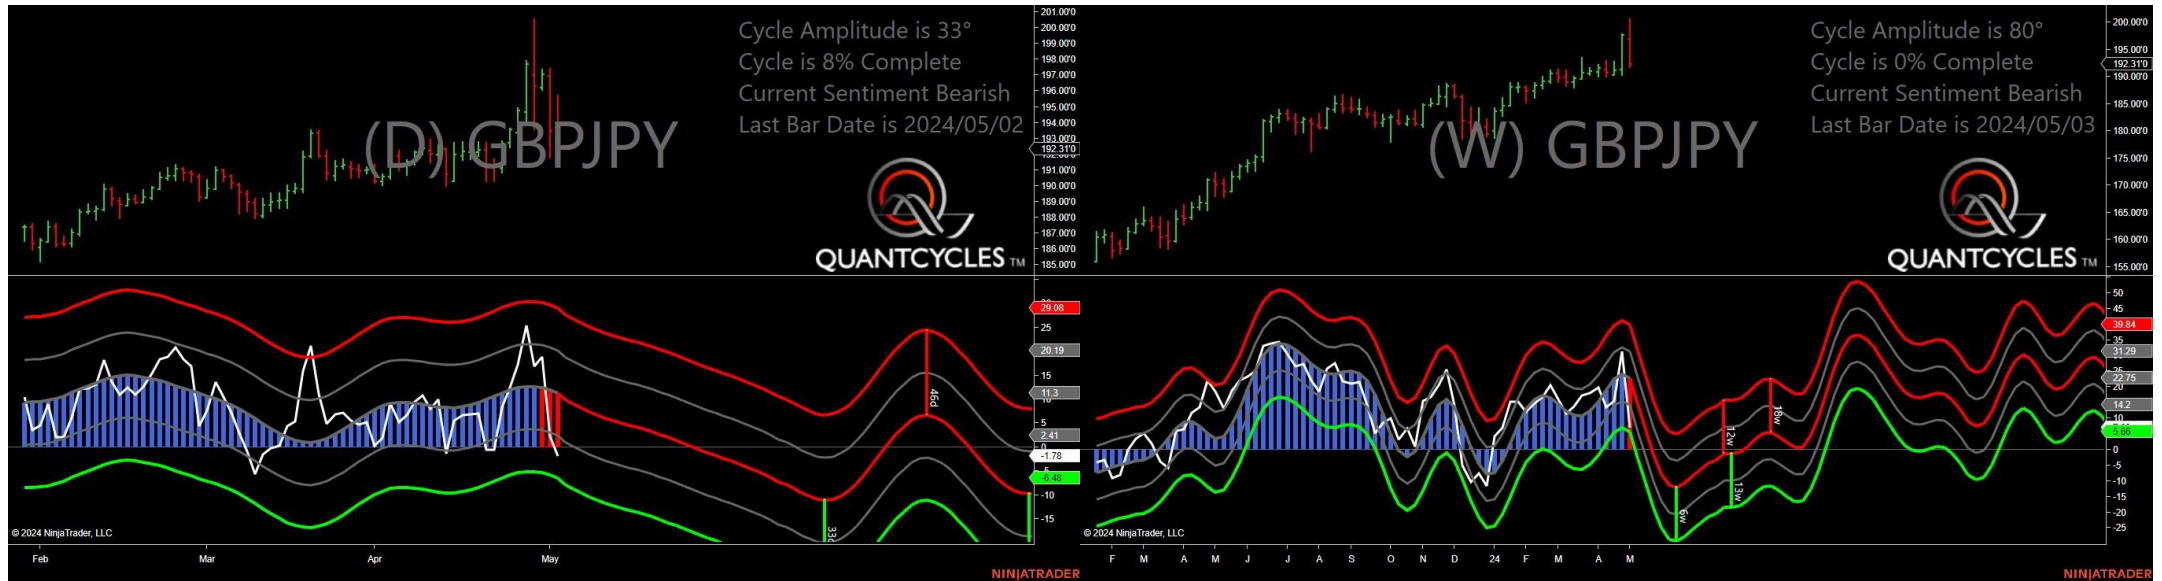 Cycle Amplitude is 33°
Cycle is 8% Complete
Current Sentiment Bearish
Last Bar Date is 2024/05/02
(D) GBPJPY
QUANTCYCLES TM
201.00'0
200.00'0
199.00'0
198.00'0
197.00'0
196.00'0
195.00'0
194.00'0
193.00'0
192.31'0
191.00'0
190.00'0
189.00'0
188.00'0
187.00'0
186.00'0
185.00'0
29.08
25
20.19
15
11.3
10
5
2.41
0
-1.78
-5
-6.48
-10
-15
46d
33d
© 2024 NinjaTrader, LLC
Feb
Mar
Apr
May
NINJATRADER
Cycle Amplitude is 80°
Cycle is 0% Complete
Current Sentiment Bearish
Last Bar Date is 2024/05/03
(W) GBPJPY
QUANTCYCLES TM
200.00'0
195.00'0
192.31'0
190.00'0
185.00'0
180.00'0
175.00'0
170.00'0
165.00'0
160.00'0
155.00'0
50
45
39.84
35
31.29
22.75
20
14.2
10
5.66
0
-5
-10
-15
-20
-25
12w
18w
13w
6w
© 2024 NinjaTrader, LLC
F
M
A
M
J
J
A
S
O
N
D
24
F
M
A
M
NINJATRADER